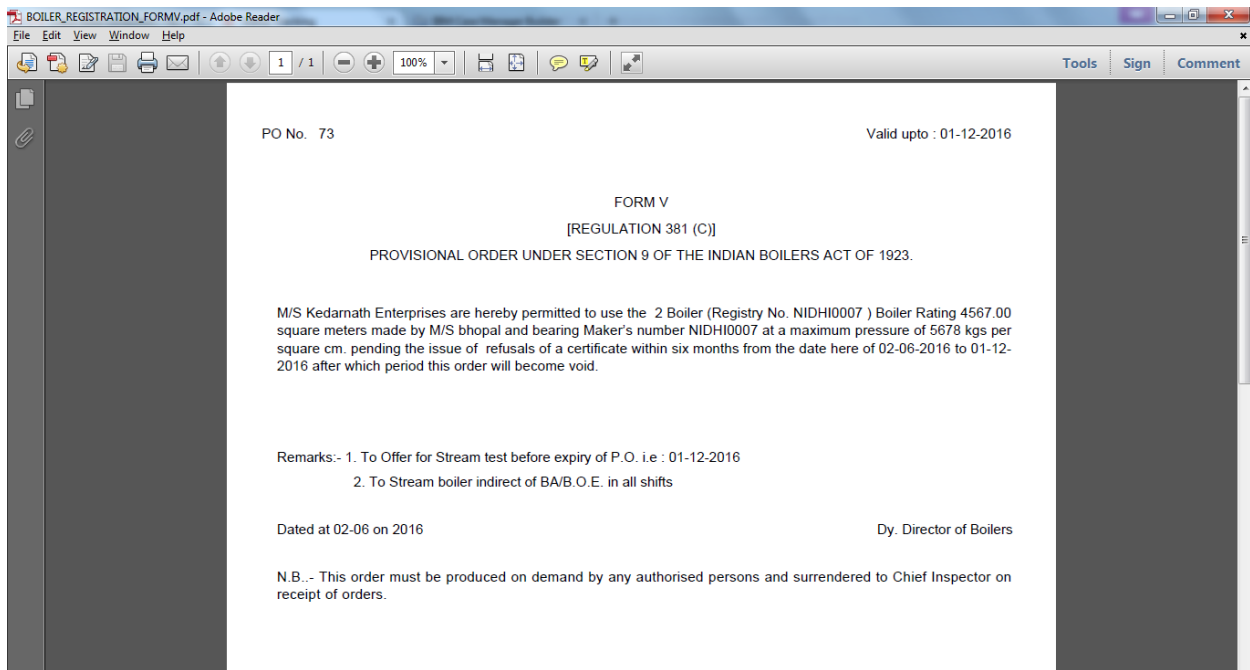 BOILER_REGISTRATION_FORMV.pdf - Adobe Reader
File Edit View Window Help
1 / 1 100% Tools Sign Comment
PO No. 73 Valid upto : 01-12-2016
FORM V
[REGULATION 381 (C)]
PROVISIONAL ORDER UNDER SECTION 9 OF THE INDIAN BOILERS ACT OF 1923.
M/S Kedarnath Enterprises are hereby permitted to use the 2 Boiler (Registry No. NIDHI0007 ) Boiler Rating 4567.00
square meters made by M/S bhopal and bearing Maker's number NIDHI0007 at a maximum pressure of 5678 kgs per
square cm. pending the issue of refusals of a certificate within six months from the date here of 02-06-2016 to 01-12-
2016 after which period this order will become void.
Remarks:- 1. To Offer for Stream test before expiry of P.O. i.e : 01-12-2016
2. To Stream boiler indirect of BA/B.O.E. in all shifts
Dated at 02-06 on 2016 Dy. Director of Boilers
N.B..- This order must be produced on demand by any authorised persons and surrendered to Chief Inspector on
receipt of orders.